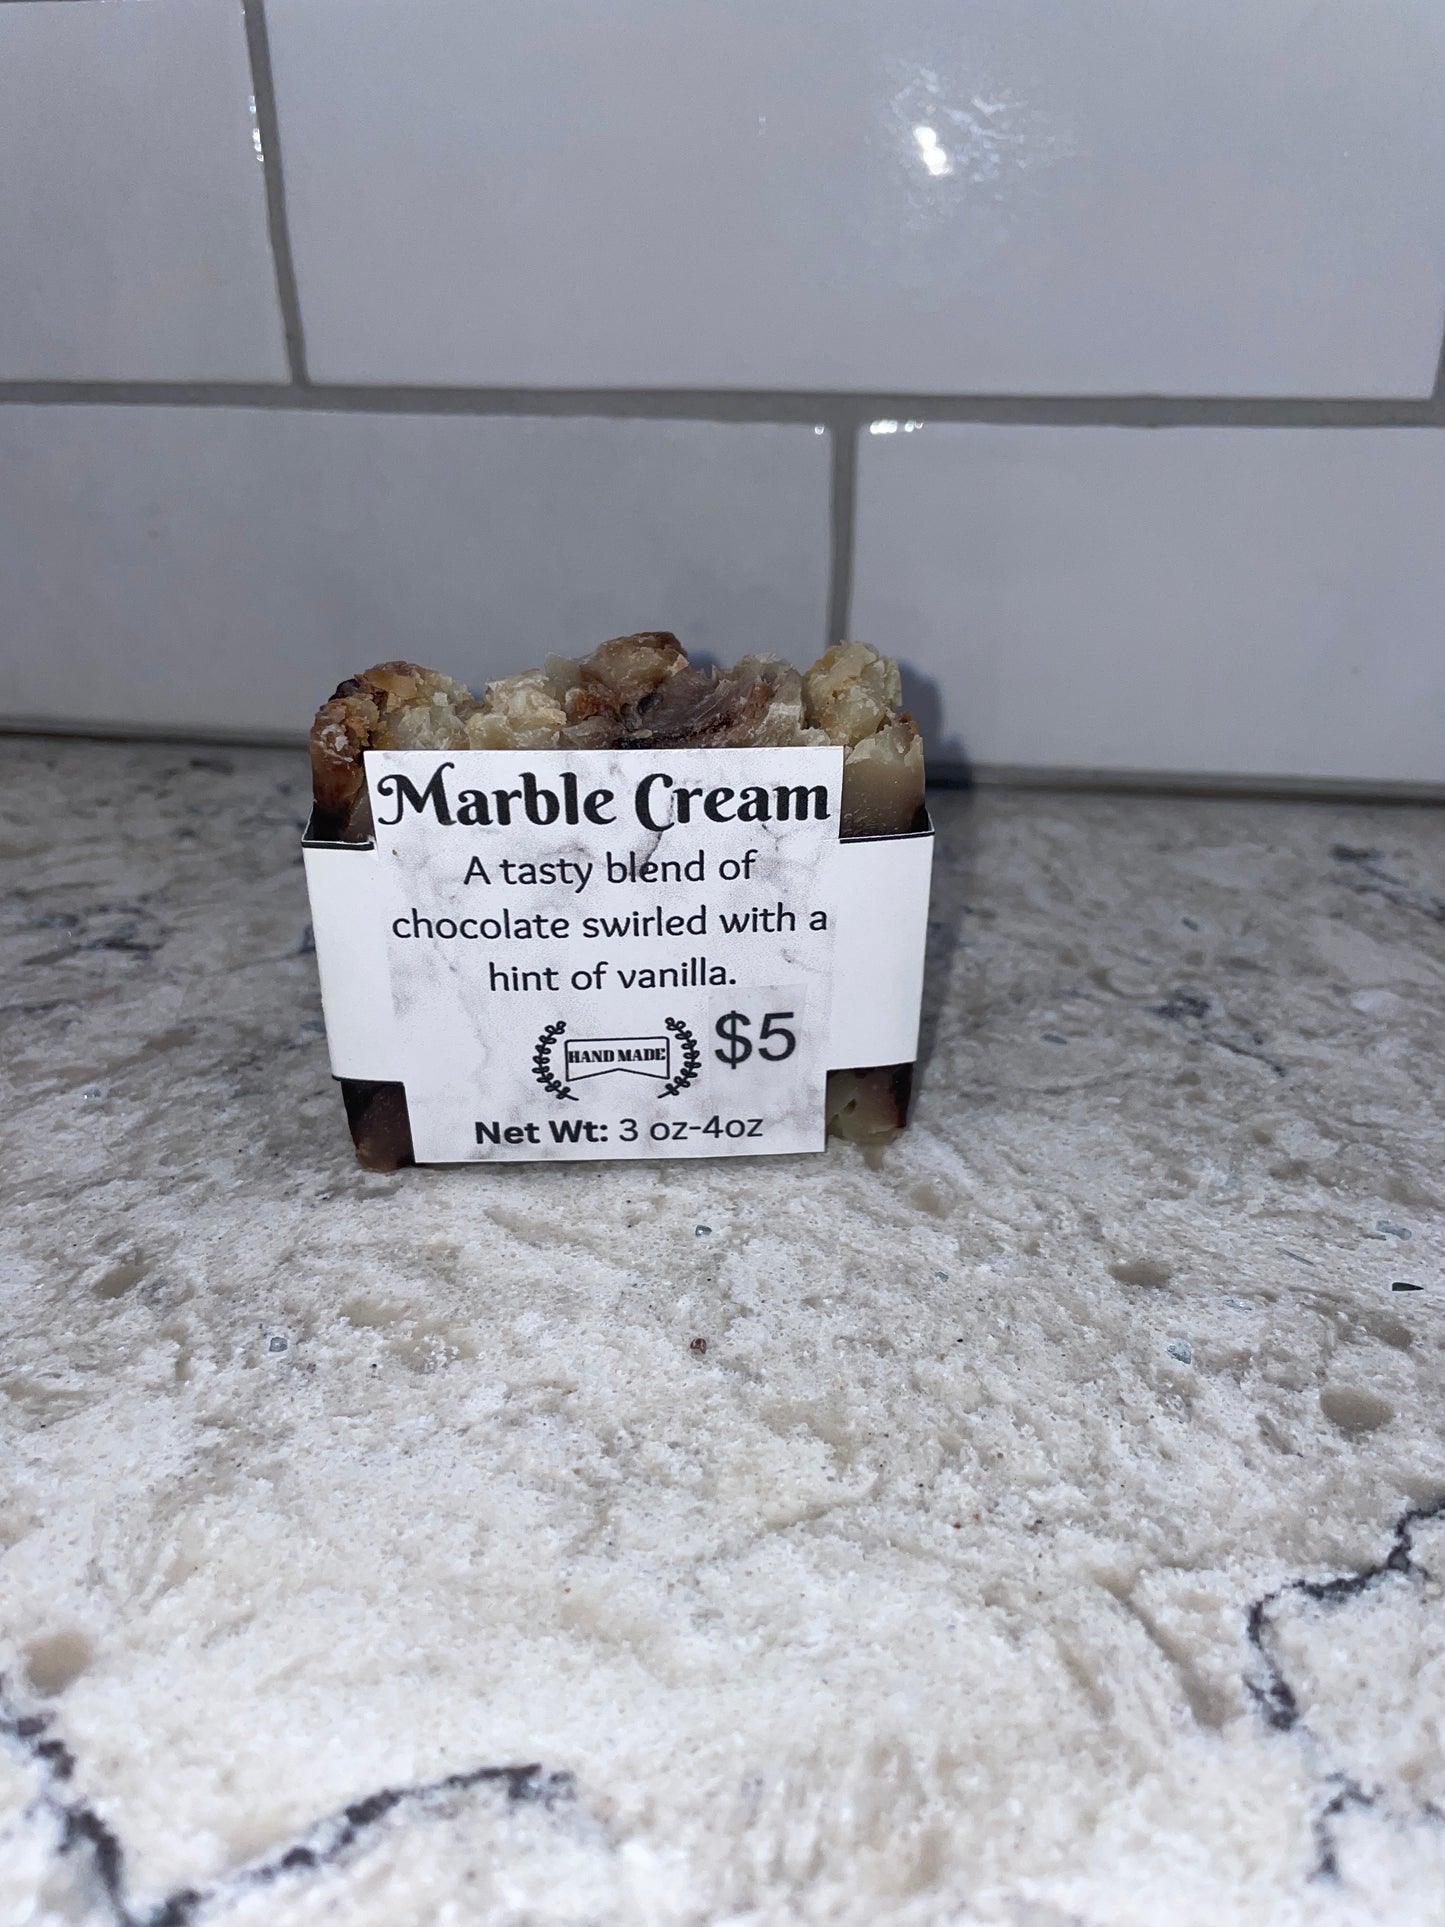 Marble Cream
A tasty blend of
chocolate swirled with a
hint of vanilla.
HAND MADE
$5
Net Wt: 3 oz-4oz